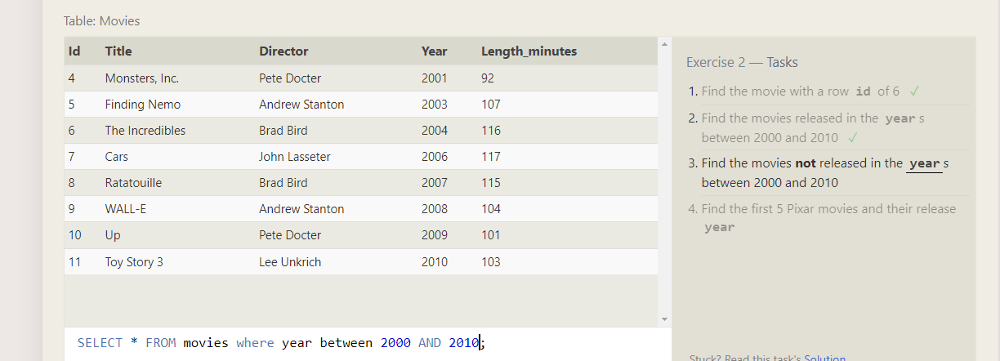 Table: Movies
Id Title Director Year Length_minutes
4 Monsters, Inc. Pete Docter 2001 92
5 Finding Nemo Andrew Stanton 2003 107
6 The Incredibles Brad Bird 2004 116
7 Cars John Lasseter 2006 117
8 Ratatouille Brad Bird 2007 115
9 WALL-E Andrew Stanton 2008 104
10 Up Pete Docter 2009 101
11 Toy Story 3 Lee Unkrich 2010 103
SELECT * FROM movies where year between 2000 AND 2010;
Exercise 2 — Tasks
1. Find the movie with a row id of 6 ✓
2. Find the movies released in the year s
between 2000 and 2010 ✓
3. Find the movies not released in the year s
between 2000 and 2010
4. Find the first 5 Pixar movies and their release
year
Stuck? Read this task's Solution